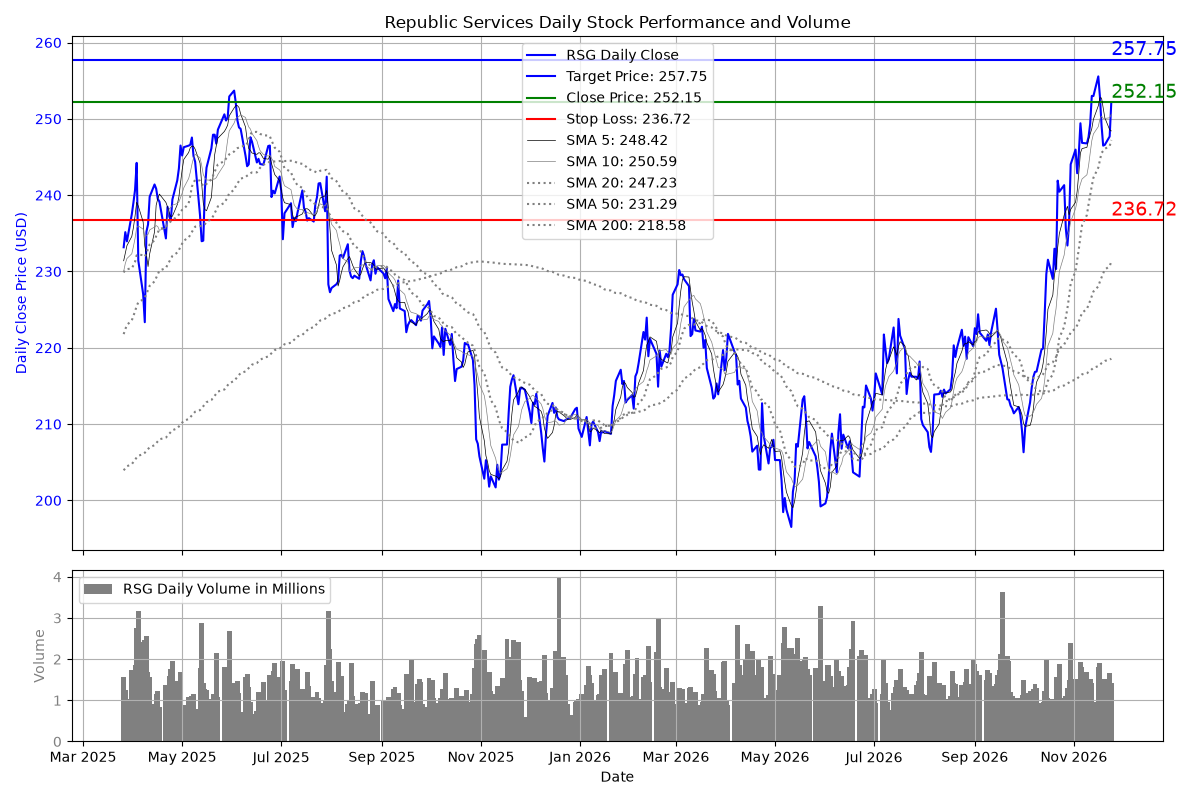 Republic Services Daily Stock Performance and Volume
260
250
240
230
220
210
200
Daily Close Price (USD)
RSG Daily Close
Target Price: 257.75
Close Price: 252.15
Stop Loss: 236.72
SMA 5: 248.42
SMA 10: 250.59
SMA 20: 247.23
SMA 50: 231.29
SMA 200: 218.58
257.75
252.15
236.72
4
3
2
1
0
Volume
RSG Daily Volume in Millions
Mar 2025
May 2025
Jul 2025
Sep 2025
Nov 2025
Jan 2026
Mar 2026
May 2026
Jul 2026
Sep 2026
Nov 2026
Date